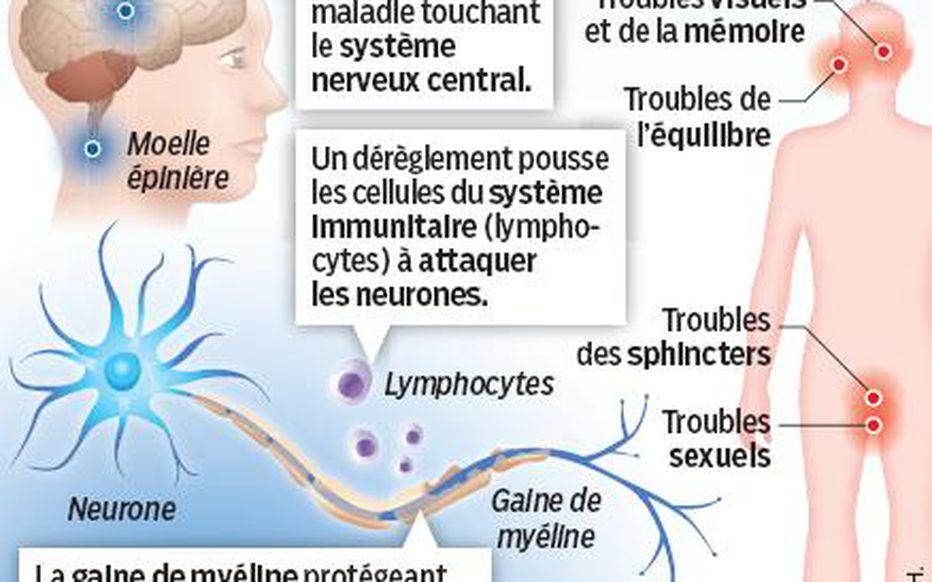 maladie touchant
le système
nerveux central.
Troubles visuels
et de la mémoire
Troubles de
l'équilibre
Moelle
épinière
Un dérèglement pousse
les cellules du système
immunitaire (lympho-
cytes) à attaquer
les neurones.
Troubles
des sphincters
Lymphocytes
Troubles
sexuels
Neurone
Gaine de
myéline
La gaine de myéline protégeant